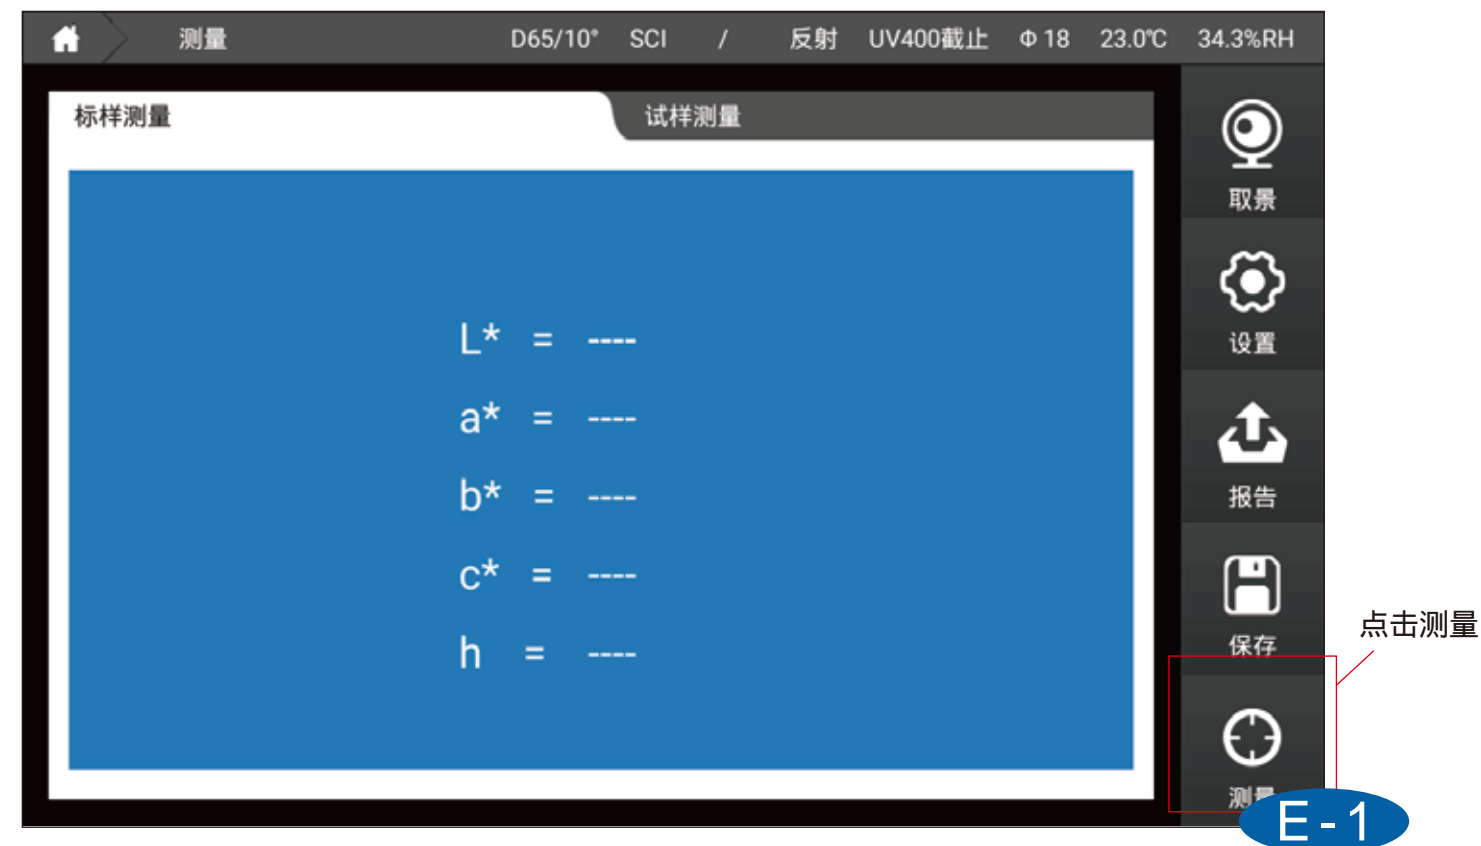 测量 D65/10° SCI / 反射 UV400截止 Φ 18 23.0℃ 34.3%RH
标样测量 试样测量
取景
设置
报告
保存
测量
L* = ----
a* = ----
b* = ----
c* = ----
h = ----
点击测量
E-1